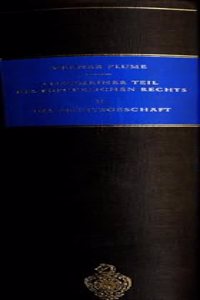 WERNER FLUME
ALLGEMEINER TEIL
DES BÜRGERLICHEN RECHTS
II
DAS RECHTSGESCHÄFT